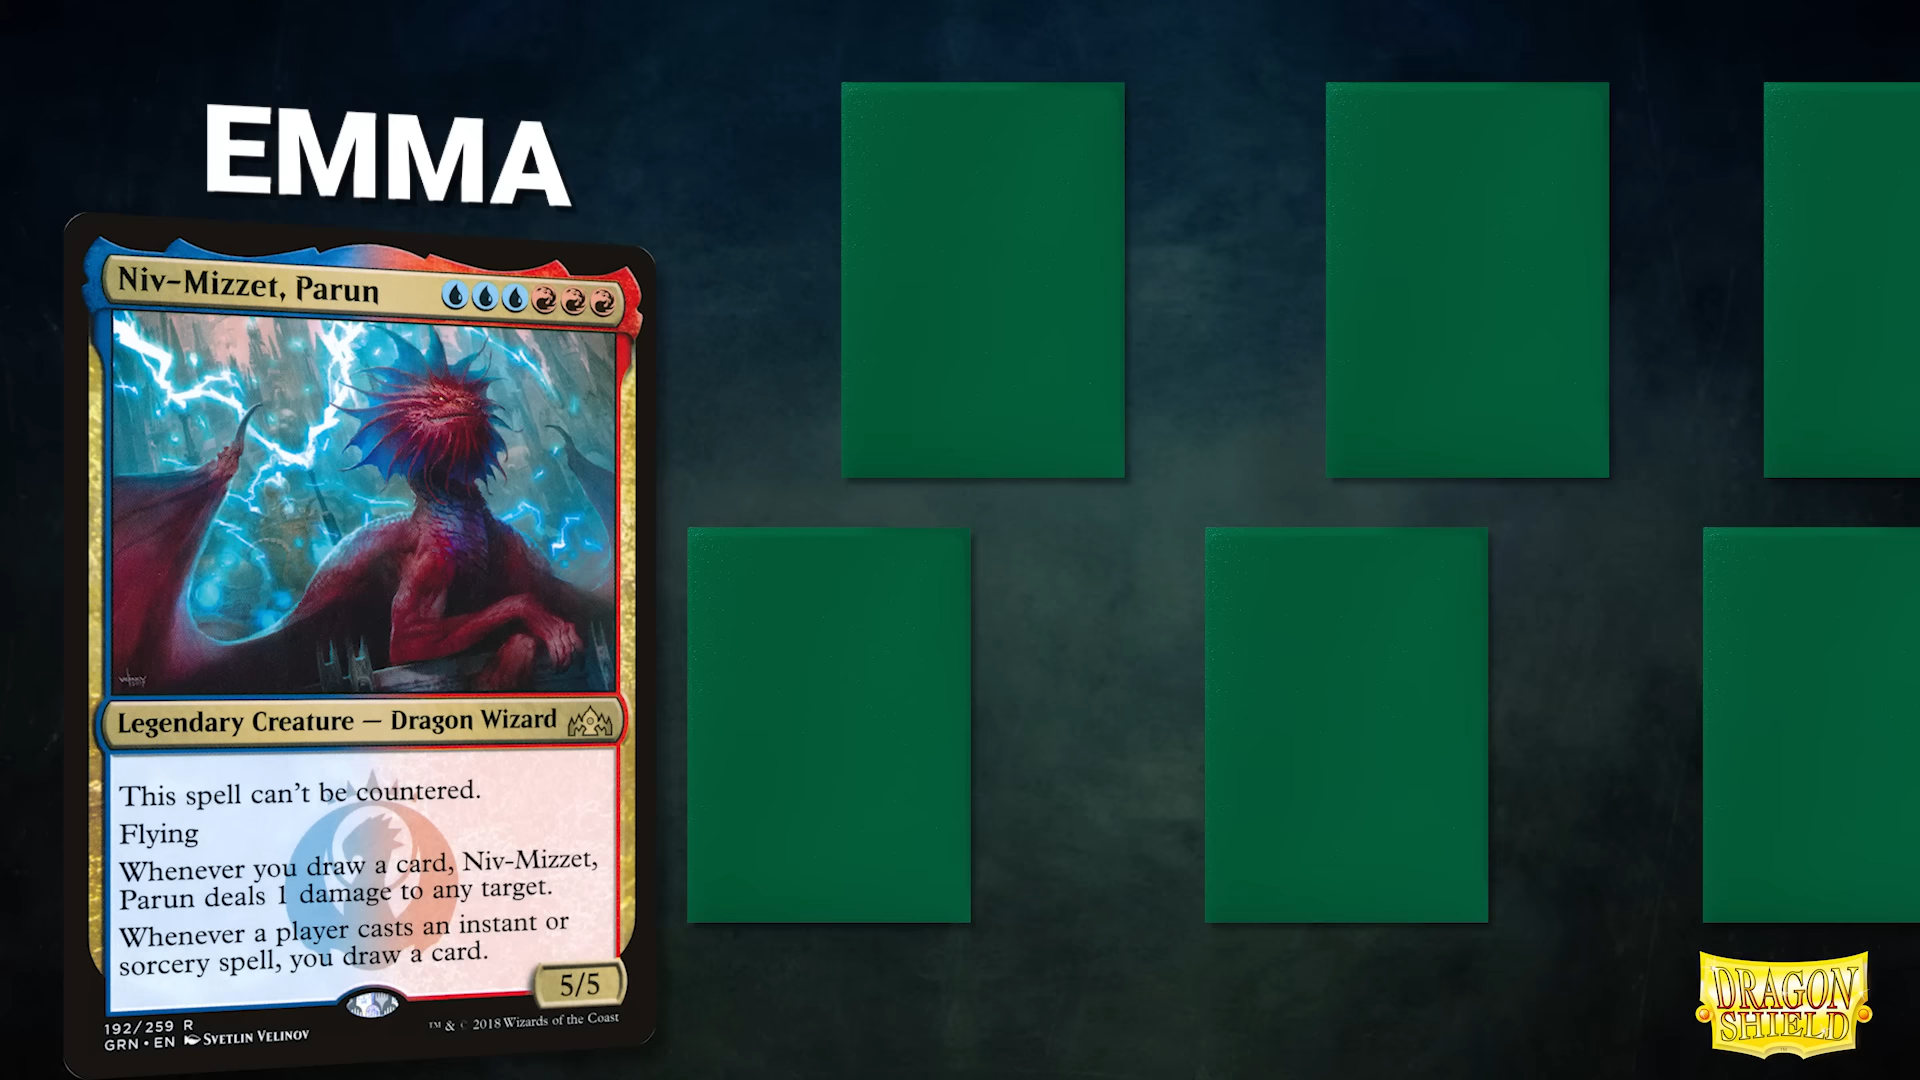 EMMA
Niv-Mizzet, Parun
Legendary Creature — Dragon Wizard
This spell can't be countered.
Flying
Whenever you draw a card, Niv-Mizzet,
Parun deals 1 damage to any target.
Whenever a player casts an instant or
sorcery spell, you draw a card.
5/5
192/259 R
GRN • EN SVETLIN VELINOV
™ & © 2018 Wizards of the Coast
DRAGON
SHIELD